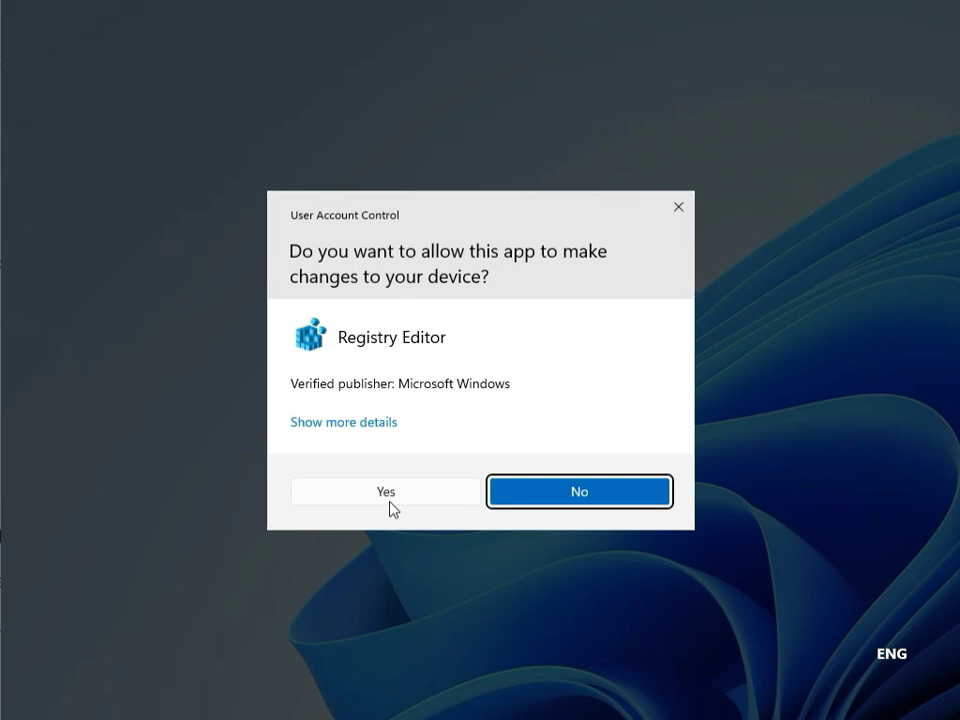 User Account Control
Do you want to allow this app to make
changes to your device?
Registry Editor
Verified publisher: Microsoft Windows
Show more details
Yes
No
ENG